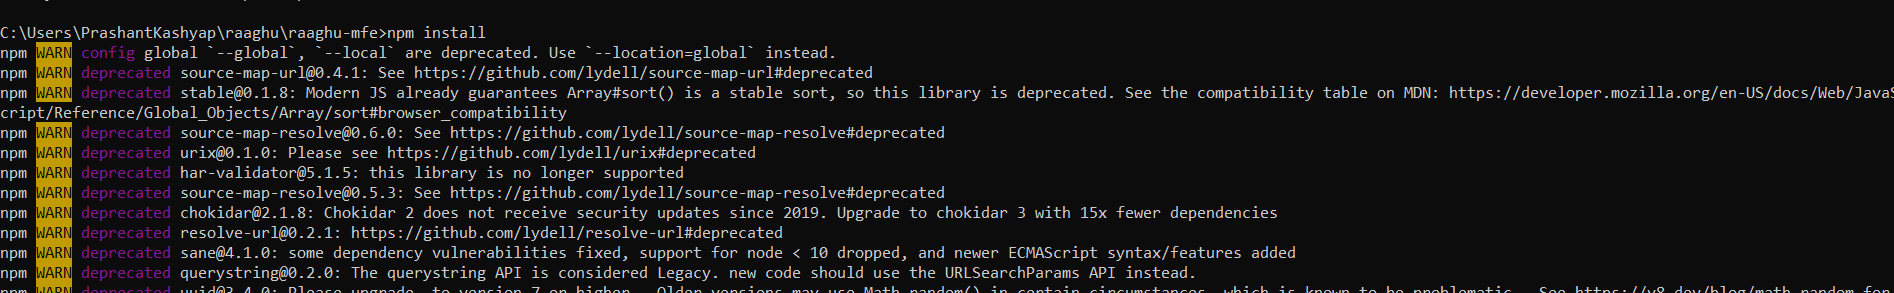 C:\Users\PrashantKashyap\raaghu\raaghu-mfe>npm install
npm WARN config global `--global`, `--local` are deprecated. Use `--location=global` instead.
npm WARN deprecated source-map-url@0.4.1: See https://github.com/lydell/source-map-url#deprecated
npm WARN deprecated stable@0.1.8: Modern JS already guarantees Array#sort() is a stable sort, so this library is deprecated. See the compatibility table on MDN: https://developer.mozilla.org/en-US/docs/Web/JavaS
cript/Reference/Global_Objects/Array/sort#browser_compatibility
npm WARN deprecated source-map-resolve@0.6.0: See https://github.com/lydell/source-map-resolve#deprecated
npm WARN deprecated urix@0.1.0: Please see https://github.com/lydell/urix#deprecated
npm WARN deprecated har-validator@5.1.5: this library is no longer supported
npm WARN deprecated source-map-resolve@0.5.3: See https://github.com/lydell/source-map-resolve#deprecated
npm WARN deprecated chokidar@2.1.8: Chokidar 2 does not receive security updates since 2019. Upgrade to chokidar 3 with 15x fewer dependencies
npm WARN deprecated resolve-url@0.2.1: https://github.com/lydell/resolve-url#deprecated
npm WARN deprecated sane@4.1.0: some dependency vulnerabilities fixed, support for node < 10 dropped, and newer ECMAScript syntax/features added
npm WARN deprecated querystring@0.2.0: The querystring API is considered Legacy. new code should use the URLSearchParams API instead.
npm WARN deprecated uuid@3.4.0: Please upgrade  to version 7 or higher.  Older versions may use Math.random() in certain circumstances, which is known to be problematic.  See https://v8.dev/blog/math-random for